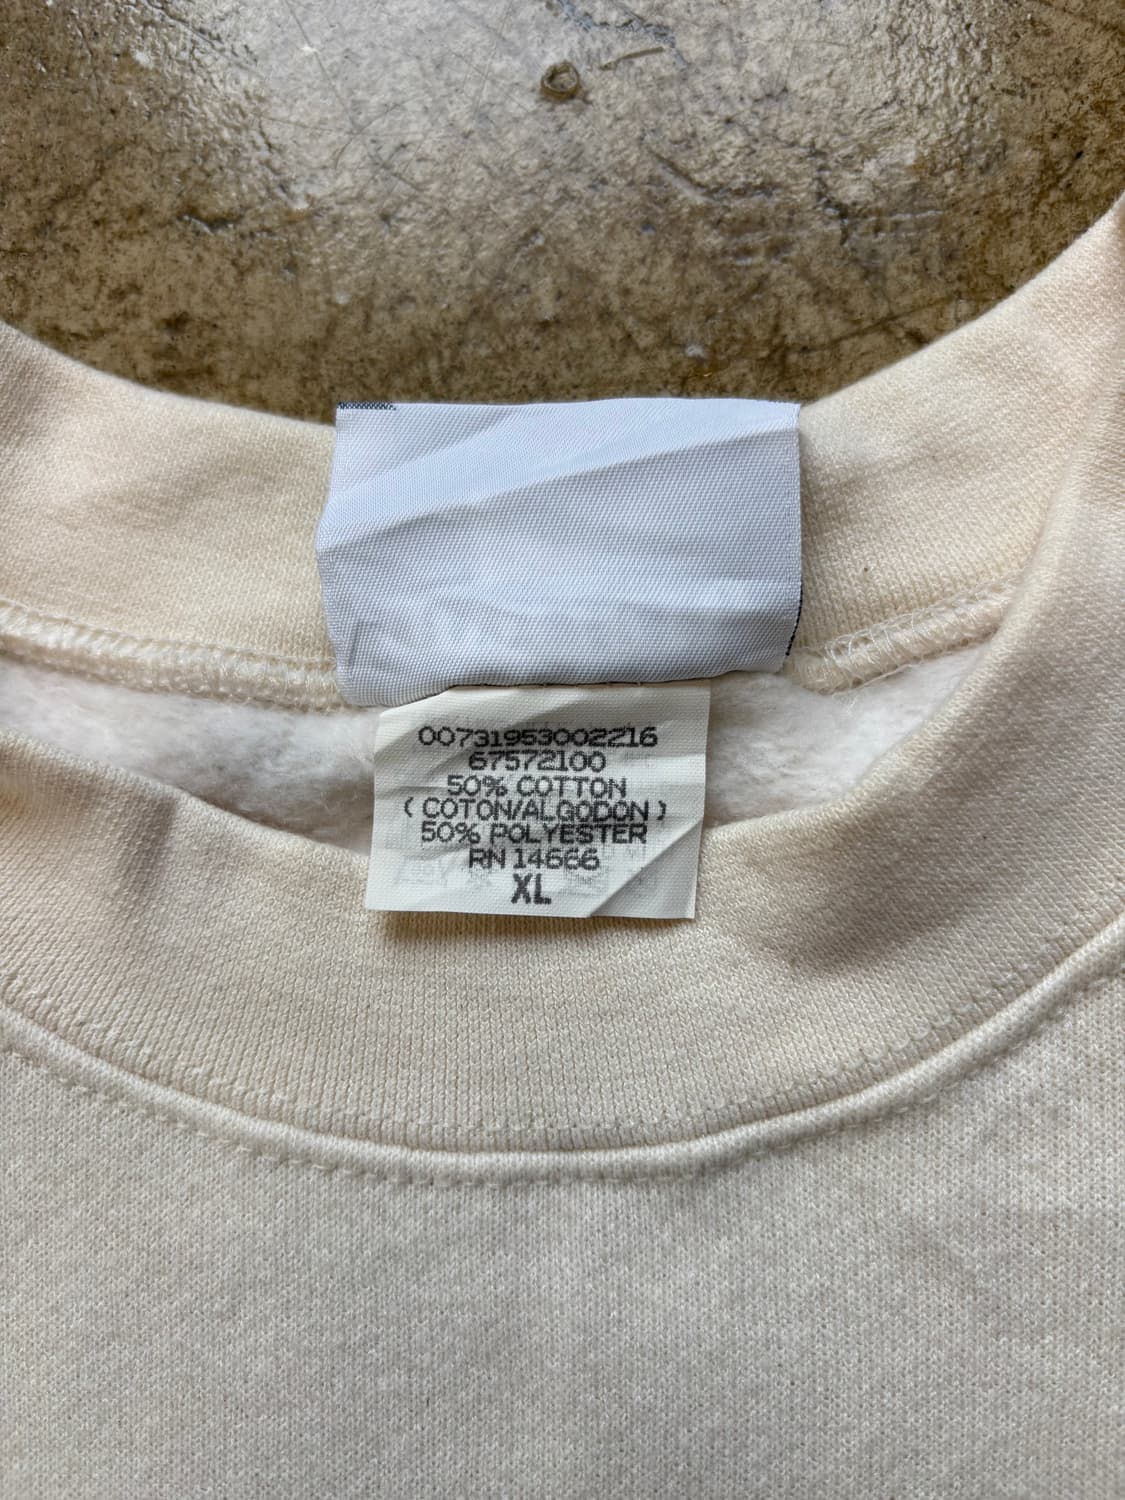 00731953002216
67572100
50% COTTON
( COTON/ALGODON )
50% POLYESTER
RN 14666
XL